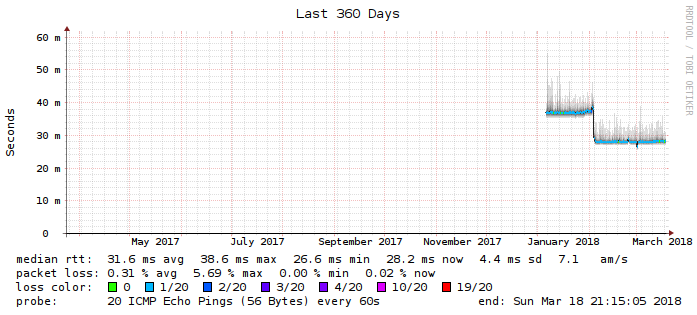 Last 360 Days
RRDTOOL / TOBI OETIKER
Seconds
60 m
50 m
40 m
30 m
20 m
10 m
0
May 2017 July 2017 September 2017 November 2017 January 2018 March 2018
median rtt: 31.6 ms avg 38.6 ms max 26.6 ms min 28.2 ms now 4.4 ms sd 7.1 am/s
packet loss: 0.31 % avg 5.69 % max 0.00 % min 0.02 % now
loss color: 0 1/20 2/20 3/20 4/20 10/20 19/20
probe: 20 ICMP Echo Pings (56 Bytes) every 60s end: Sun Mar 18 21:15:05 2018